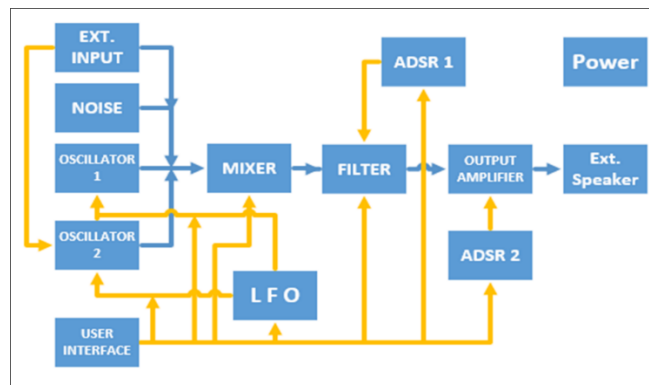 EXT.
INPUT
NOISE
OSCILLATOR
1
OSCILLATOR
2
USER
INTERFACE
MIXER
L F O
FILTER
ADSR 1
OUTPUT
AMPLIFIER
ADSR 2
Power
Ext.
Speaker